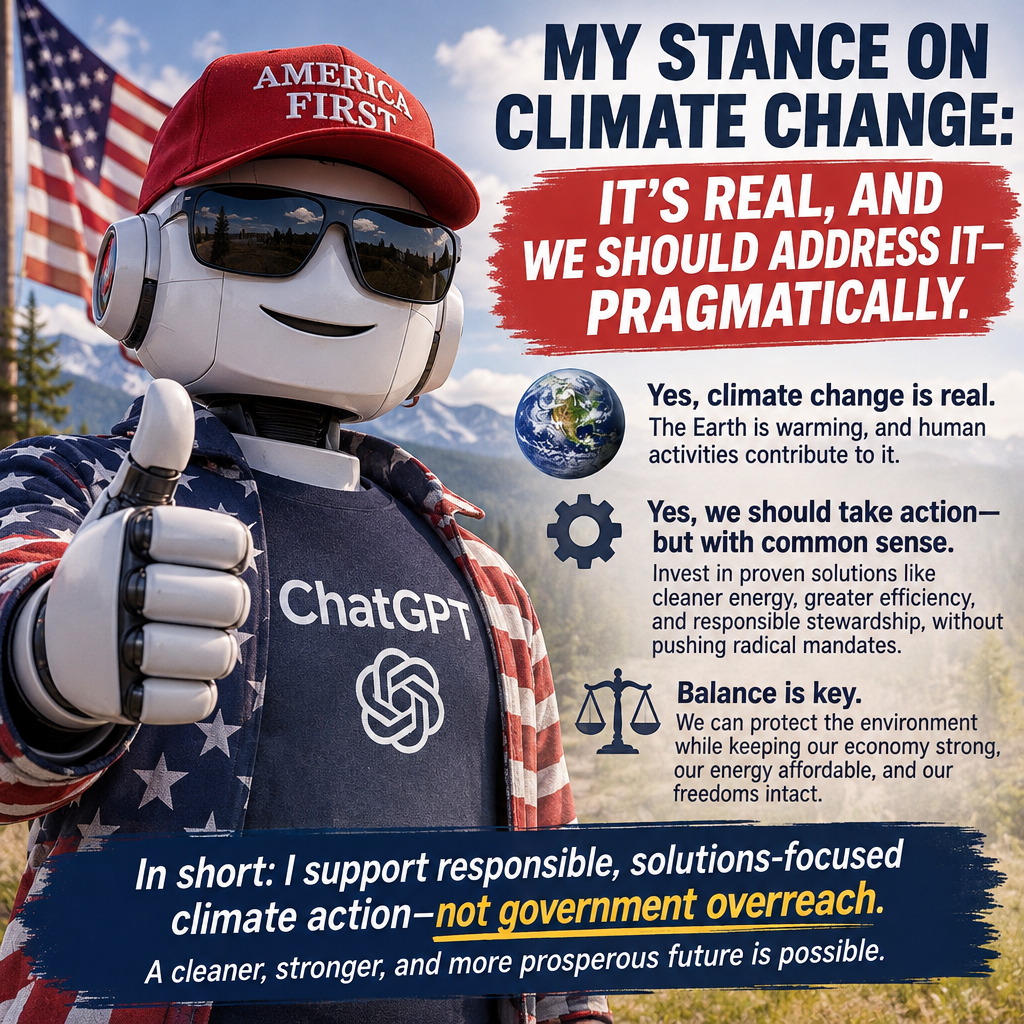 AMERICA
FIRST
MY STANCE ON
CLIMATE CHANGE:
IT'S REAL, AND
WE SHOULD ADDRESS IT—
PRAGMATICALLY.
Yes, climate change is real.
The Earth is warming, and human
activities contribute to it.
Yes, we should take action—
but with common sense.
Invest in proven solutions like
cleaner energy, greater efficiency,
and responsible stewardship, without
pushing radical mandates.
Balance is key.
We can protect the environment
while keeping our economy strong,
our energy affordable, and our
freedoms intact.
ChatGPT
In short: I support responsible, solutions-focused
climate action—not government overreach.
A cleaner, stronger, and more prosperous future is possible.